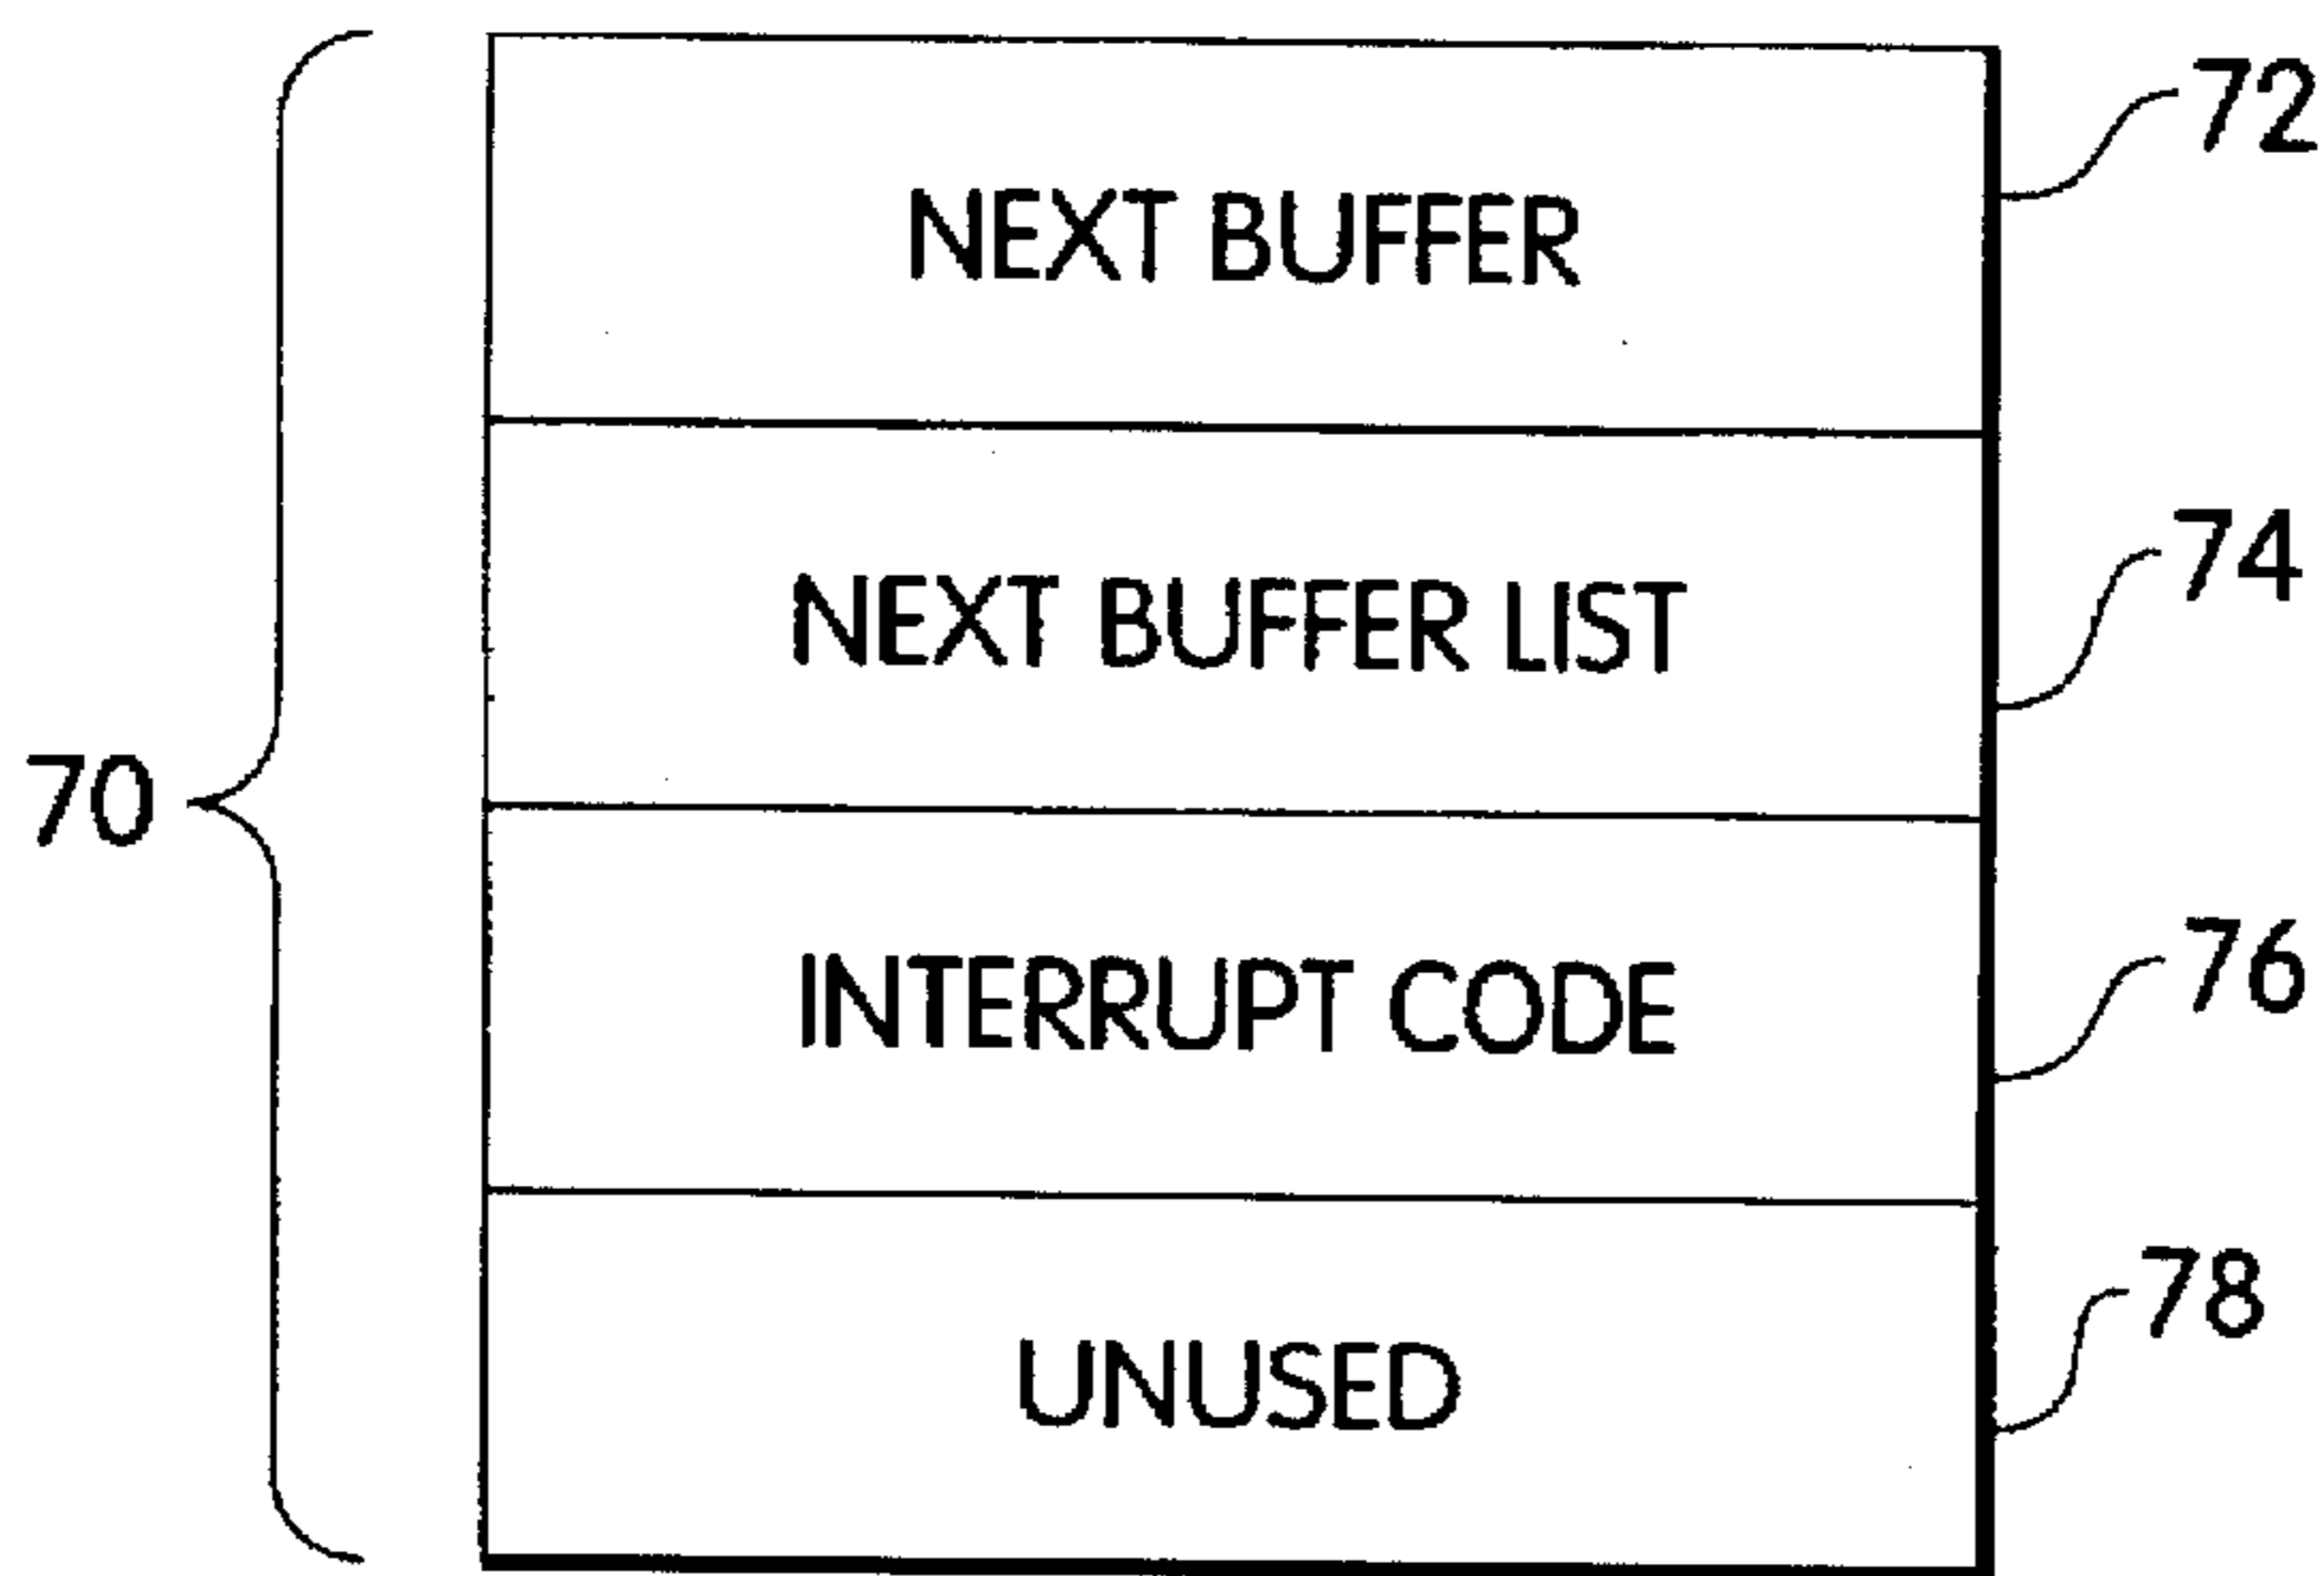 72
NEXT BUFFER
74
NEXT BUFFER LIST
70
76
INTERRUPT CODE
78
UNUSED